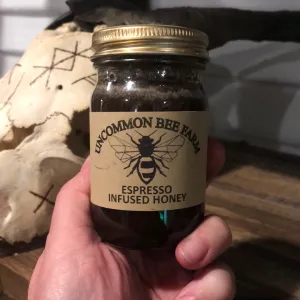 UNCOMMON BEE FARM
ESPRESSO
INFUSED HONEY